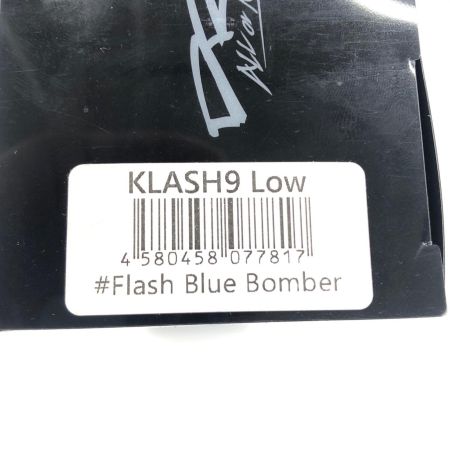 KLASH9 Low
4 580458 077817
#Flash Blue Bomber